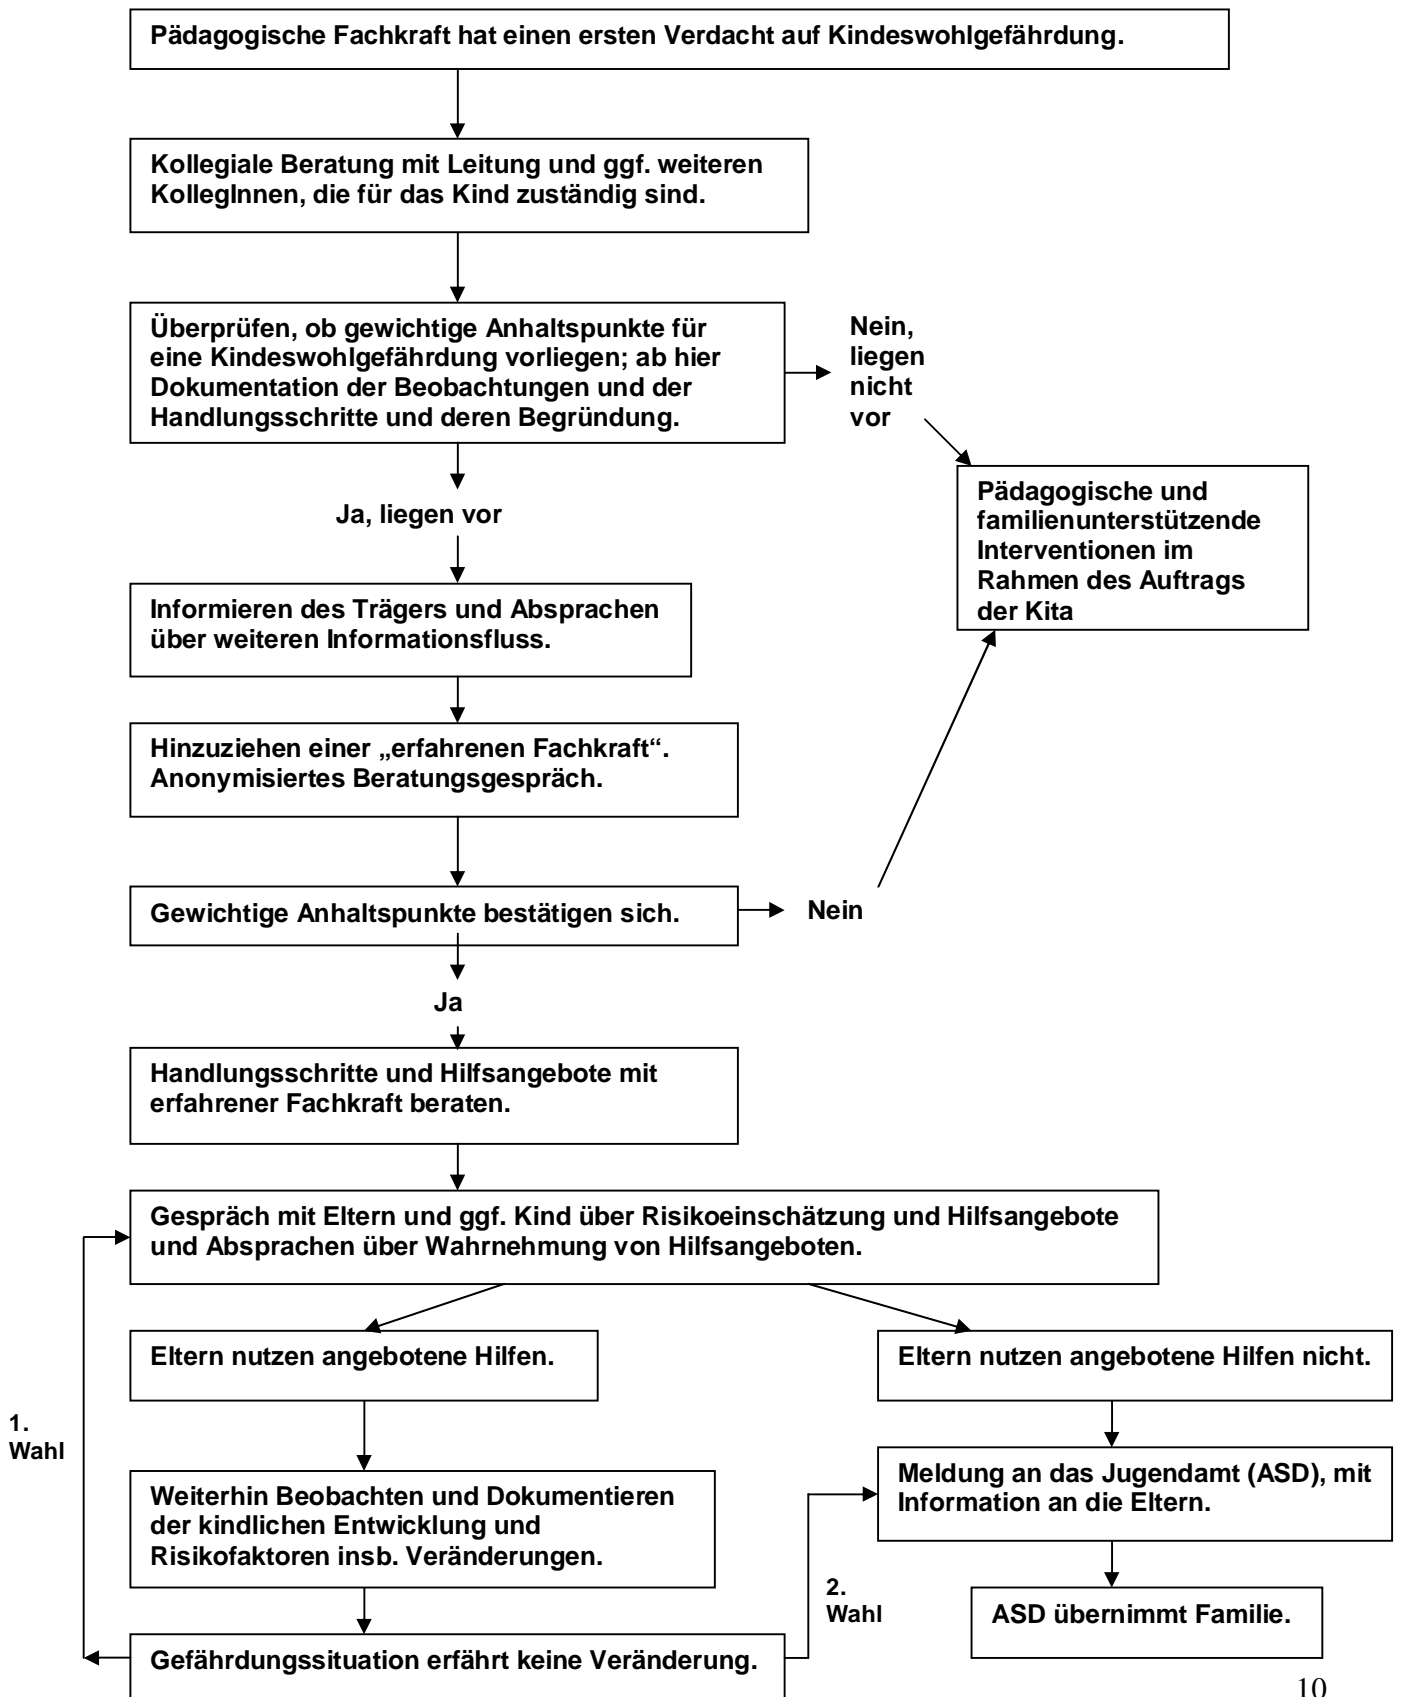 Pädagogische Fachkraft hat einen ersten Verdacht auf Kindeswohlgefährdung.
Kollegiale Beratung mit Leitung und ggf. weiteren
KollegInnen, die für das Kind zuständig sind.
Überprüfen, ob gewichtige Anhaltspunkte für
eine Kindeswohlgefährdung vorliegen; ab hier
Dokumentation der Beobachtungen und der
Handlungsschritte und deren Begründung.
Nein,
liegen
nicht
vor
Pädagogische und
familienunterstützende
Interventionen im
Rahmen des Auftrags
der Kita
Ja, liegen vor
Informieren des Trägers und Absprachen
über weiteren Informationsfluss.
Hinzuziehen einer „erfahrenen Fachkraft“.
Anonymisiertes Beratungsgespräch.
Gewichtige Anhaltspunkte bestätigen sich.
Nein
Ja
Handlungsschritte und Hilfsangebote mit
erfahrener Fachkraft beraten.
Gespräch mit Eltern und ggf. Kind über Risikoeinschätzung und Hilfsangebote
und Absprachen über Wahrnehmung von Hilfsangeboten.
Eltern nutzen angebotene Hilfen.
Eltern nutzen angebotene Hilfen nicht.
1.
Wahl
Weiterhin Beobachten und Dokumentieren
der kindlichen Entwicklung und
Risikofaktoren insb. Veränderungen.
Meldung an das Jugendamt (ASD), mit
Information an die Eltern.
2.
Wahl
ASD übernimmt Familie.
Gefährdungssituation erfährt keine Veränderung.
10